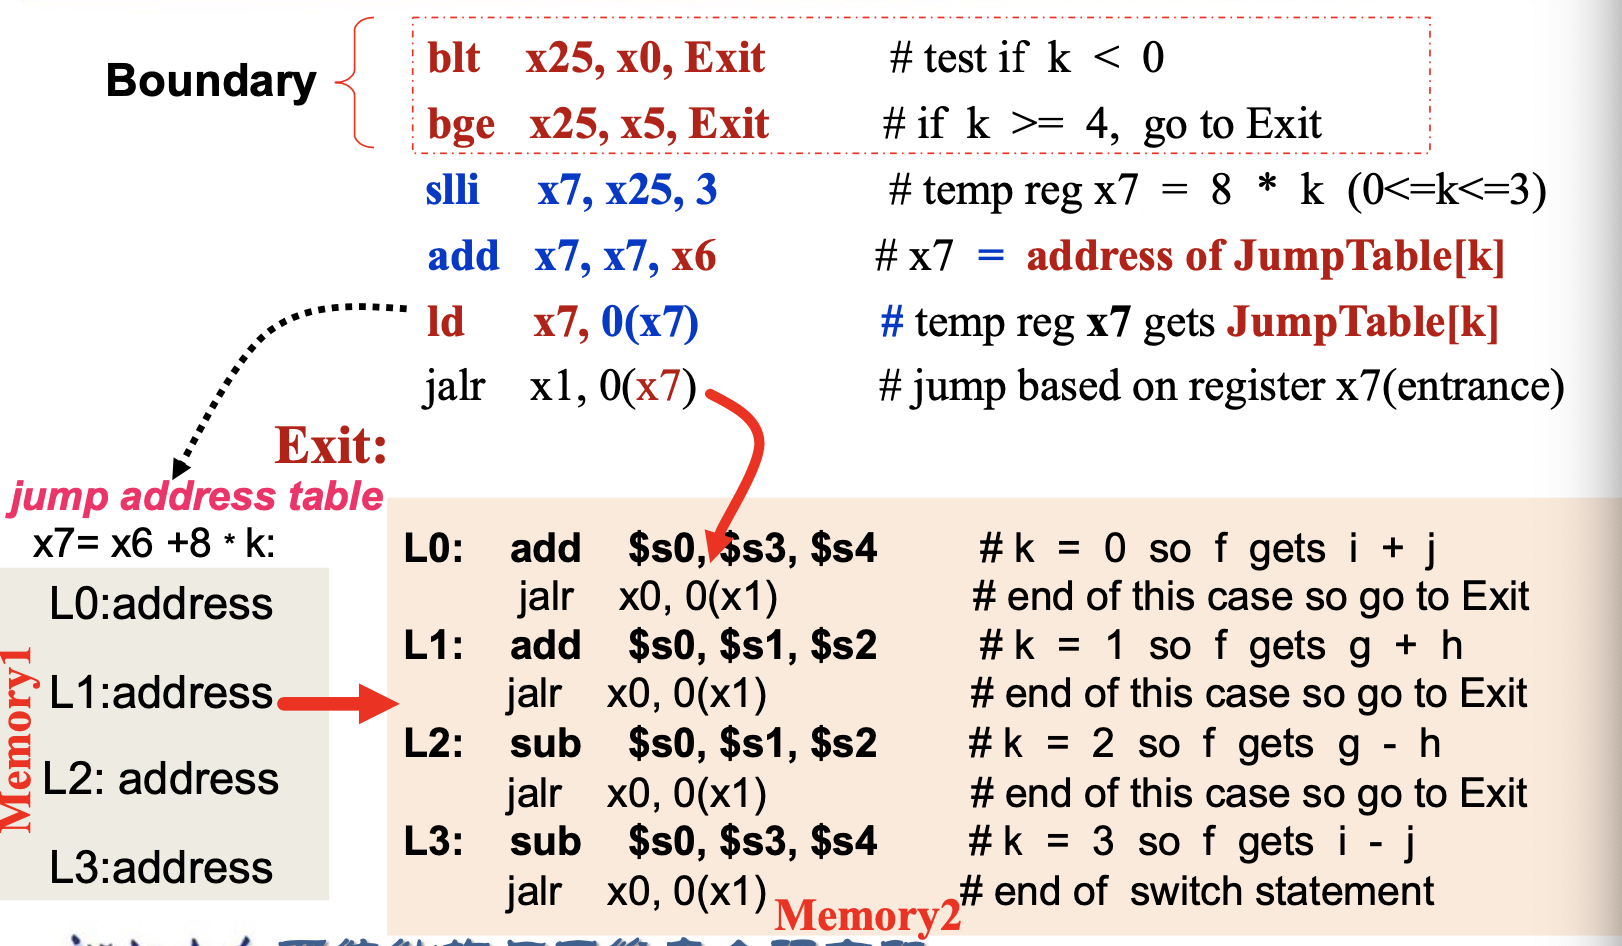 Boundary
blt x25, x0, Exit # test if k < 0
bge x25, x5, Exit # if k >= 4, go to Exit
slli x7, x25, 3 # temp reg x7 = 8 * k (0<=k<=3)
add x7, x7, x6 # x7 = address of JumpTable[k]
ld x7, 0(x7) # temp reg x7 gets JumpTable[k]
jalr x1, 0(x7) # jump based on register x7(entrance)
Exit:
jump address table
x7= x6 +8 * k:
L0:address
L1:address
L2: address
L3:address
Memory1
L0: add $s0, $s3, $s4 # k = 0 so f gets i + j
jalr x0, 0(x1) # end of this case so go to Exit
L1: add $s0, $s1, $s2 # k = 1 so f gets g + h
jalr x0, 0(x1) # end of this case so go to Exit
L2: sub $s0, $s1, $s2 # k = 2 so f gets g - h
jalr x0, 0(x1) # end of this case so go to Exit
L3: sub $s0, $s3, $s4 # k = 3 so f gets i - j
jalr x0, 0(x1) # end of switch statement
Memory2